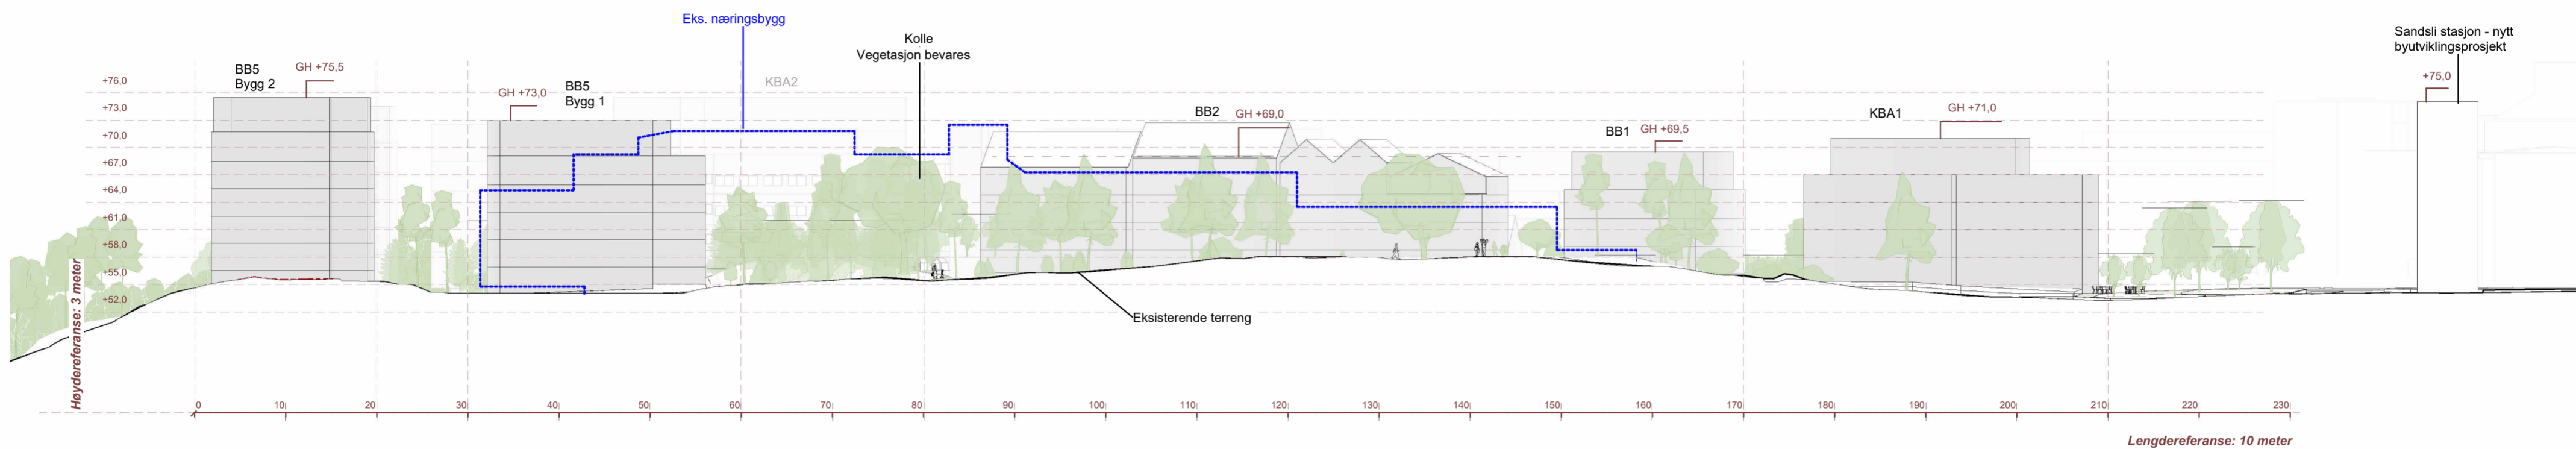 Eks. næringsbygg
Kolle
Vegetasjon bevares
Sandsli stasjon - nytt
byutviklingsprosjekt
BB5
Bygg 2
GH +75,5
GH +73,0
BB5
Bygg 1
KBA2
BB2
GH +69,0
BB1
GH +69,5
KBA1
GH +71,0
+75,0
+76,0
+73,0
+70,0
+67,0
+64,0
+61,0
+58,0
+55,0
+52,0
Høydereferanse: 3 meter
Eksisterende terreng
0 10 20 30 40 50 60 70 80 90 100 110 120 130 140 150 160 170 180 190 200 210 220 230
Lengdereferanse: 10 meter